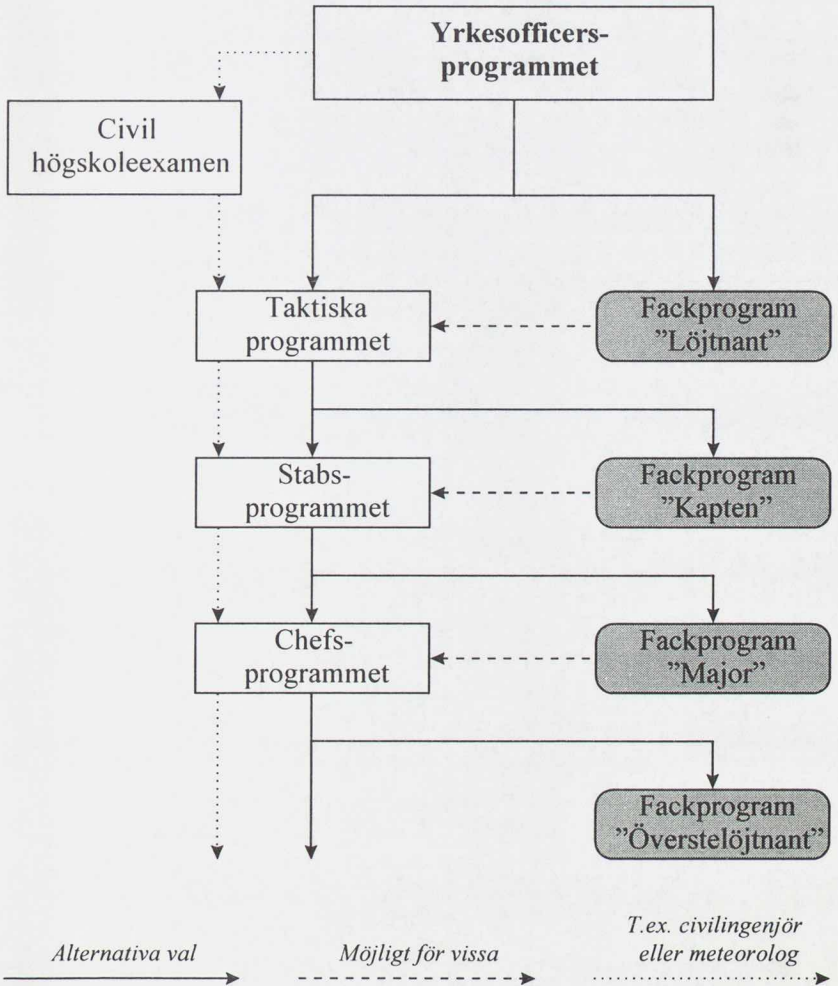 Yrkesofficers-
programmet
Civil
högskoleexamen
Taktiska
programmet
Fackprogram
”Löjtnant”
Stabs-
programmet
Fackprogram
”Kapten”
Chefs-
programmet
Fackprogram
”Major”
Fackprogram
”Överstelöjtnant”
Alternativa val
Möjligt för vissa
T.ex. civilingenjör
eller meteorolog